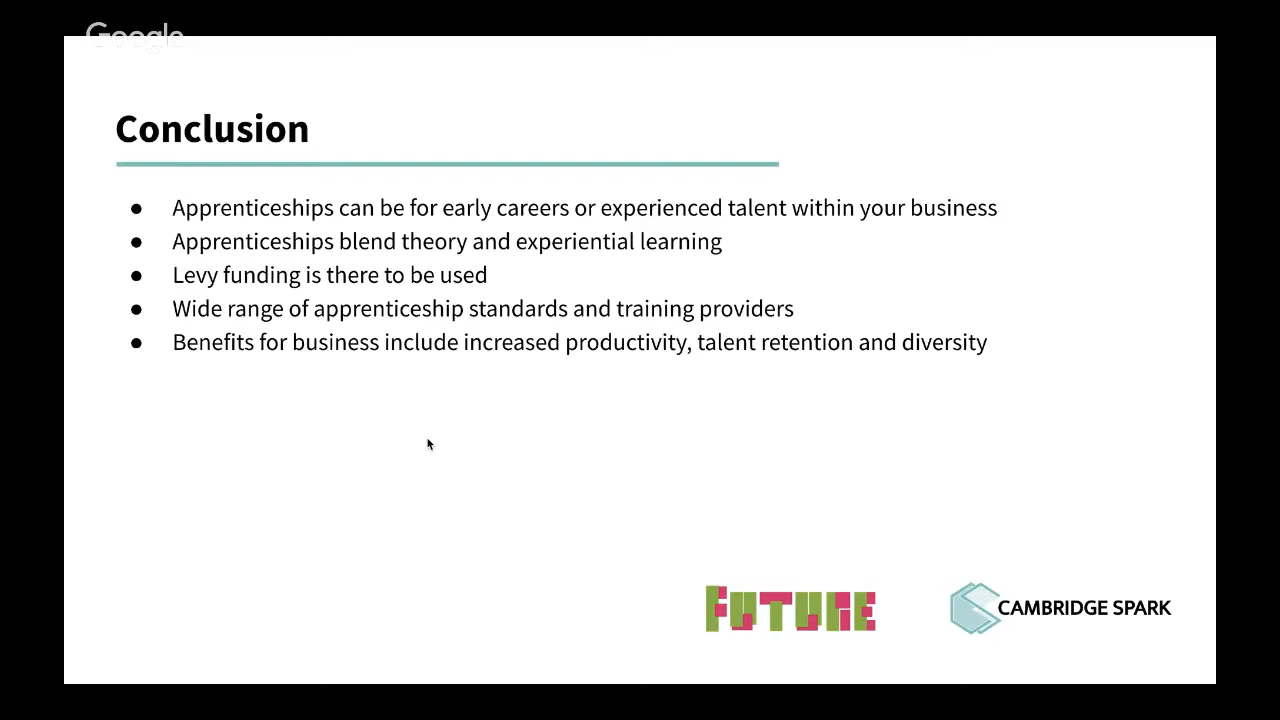 Google
Conclusion
● Apprenticeships can be for early careers or experienced talent within your business
● Apprenticeships blend theory and experiential learning
● Levy funding is there to be used
● Wide range of apprenticeship standards and training providers
● Benefits for business include increased productivity, talent retention and diversity
FUTURE
CAMBRIDGE SPARK